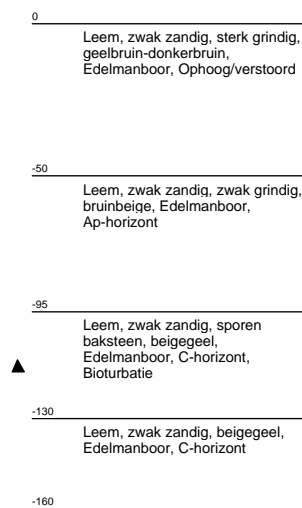 0
Leem, zwak zandig, sterk grindig,
geelbruin-donkerbruin,
Edelmanboor, Ophoog/verstoord
-50
Leem, zwak zandig, zwak grindig,
bruinbeige, Edelmanboor,
Ap-horizont
-95
Leem, zwak zandig, sporen
baksteen, beigegeel,
Edelmanboor, C-horizont,
Bioturbatie
-130
Leem, zwak zandig, beigegeel,
Edelmanboor, C-horizont
-160